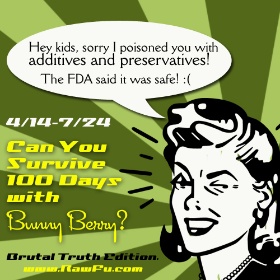 Hey kids, sorry I poisoned you with
additives and preservatives!
The FDA said it was safe! :(
4/14-7/24
Can You
Survive
100 Days
with
Bunny Berry?
Brutal Truth Edition.
www.RawFu.com